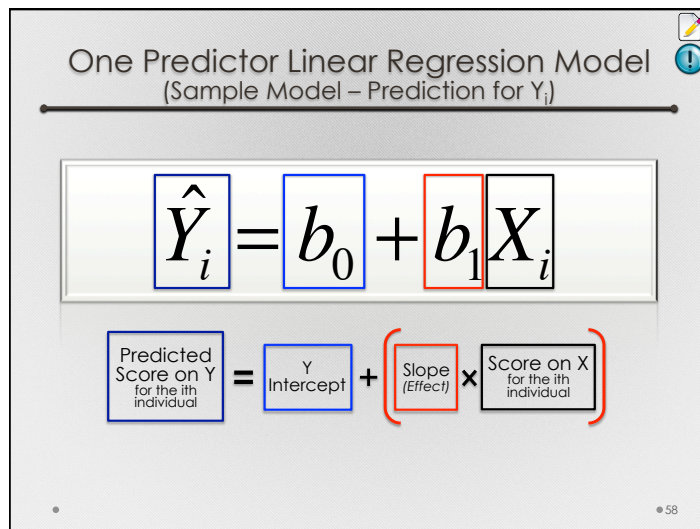 One Predictor Linear Regression Model
(Sample Model – Prediction for Yᵢ)
Ŷᵢ = b₀ + b₁Xᵢ
Predicted
Score on Y
for the ith
individual
=
Y
Intercept
+
Slope
(Effect)
×
Score on X
for the ith
individual
58